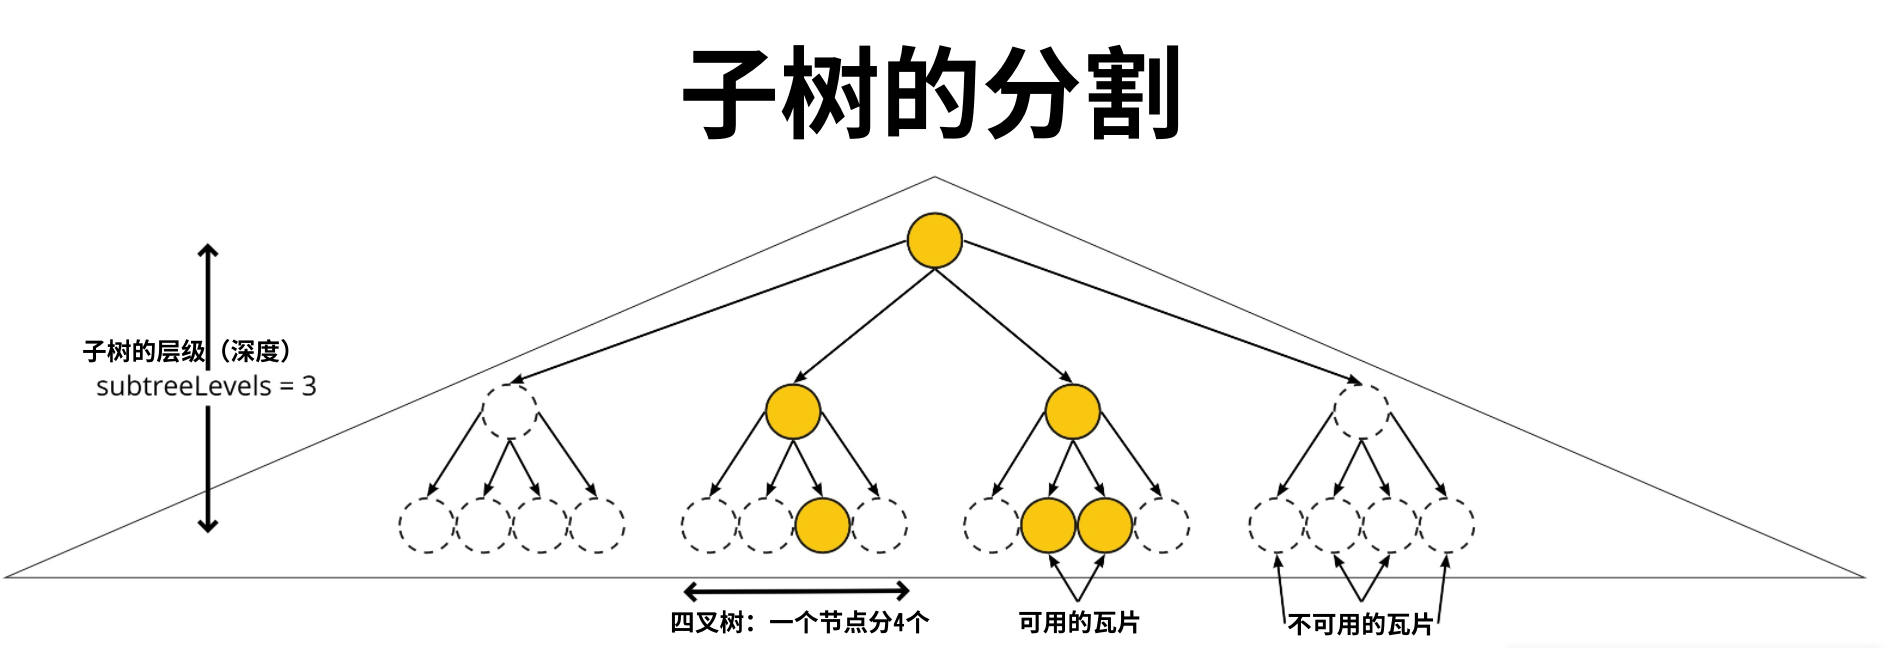 子树的分割
子树的层级（深度）
subtreeLevels = 3
四叉树：一个节点分4个
可用的瓦片
不可用的瓦片